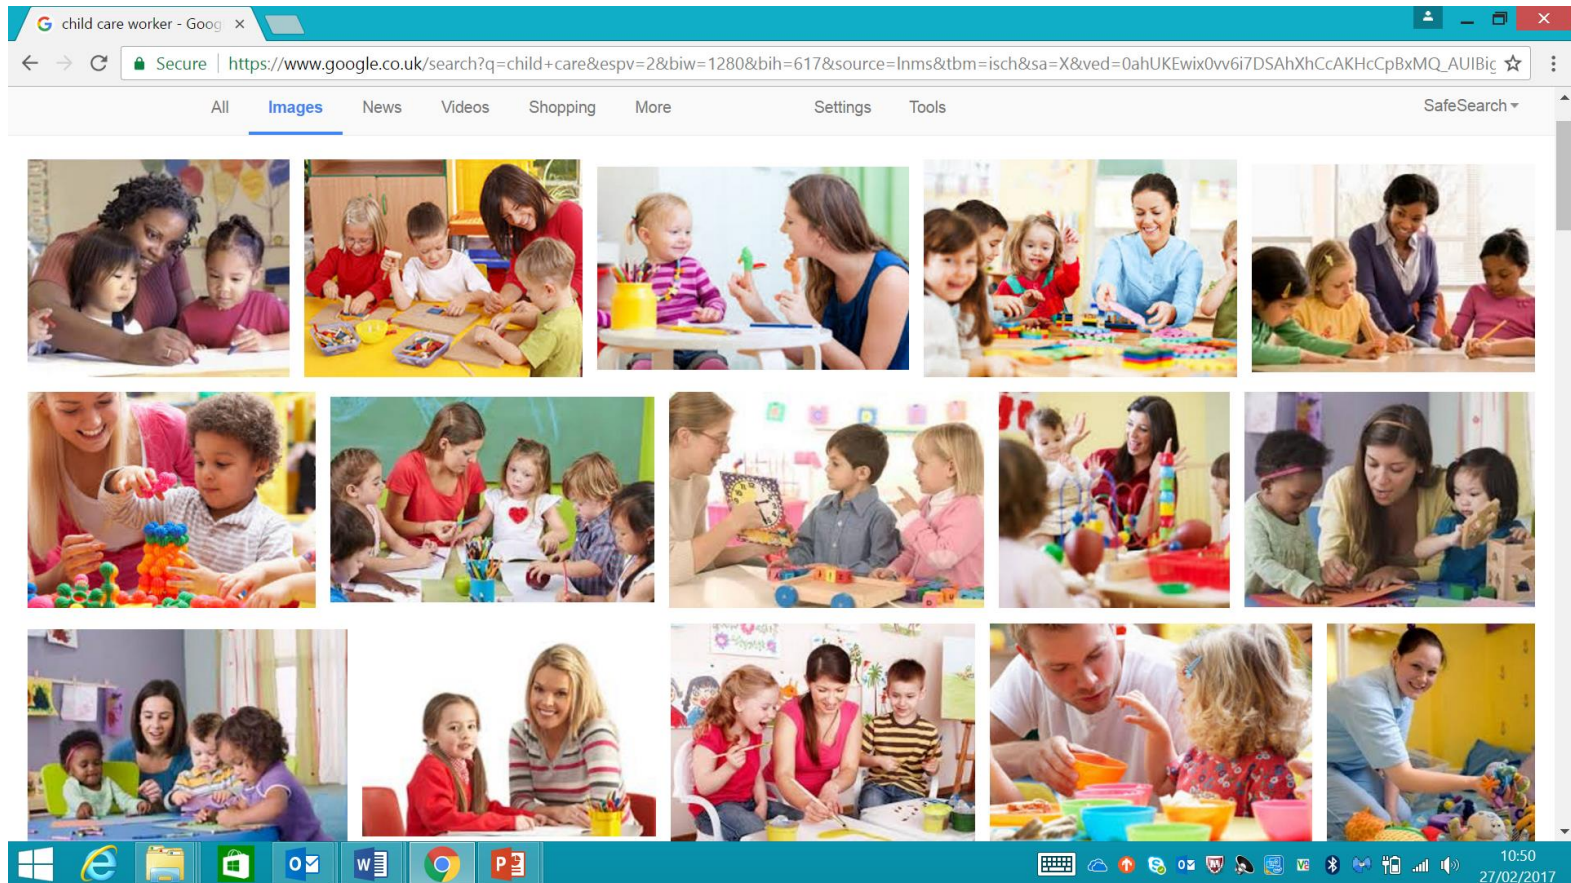 child care worker - Goog
Secure https://www.google.co.uk/search?q=child+care&espv=2&biw=1280&bih=617&source=lnms&tbm=isch&sa=X&ved=0ahUKEwix0vv6i7DSAhXhCcAKHcCpBxMQ_AUIBig
All Images News Videos Shopping More Settings Tools SafeSearch
10:50
27/02/2017